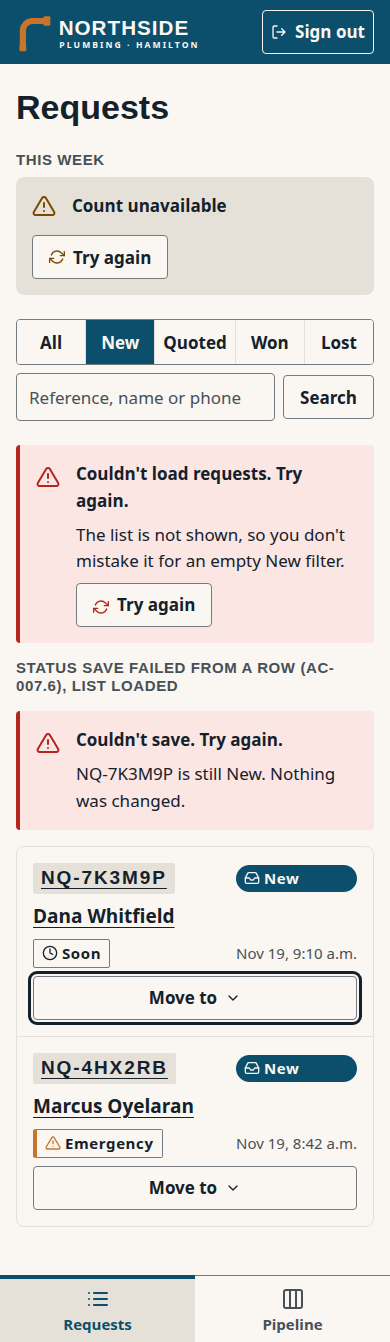 NORTHSIDE
PLUMBING · HAMILTON
Sign out
Requests
THIS WEEK
Count unavailable
Try again
All New Quoted Won Lost
Reference, name or phone Search
Couldn't load requests. Try
again.
The list is not shown, so you don't
mistake it for an empty New filter.
Try again
STATUS SAVE FAILED FROM A ROW (AC-
007.6), LIST LOADED
Couldn't save. Try again.
NQ-7K3M9P is still New. Nothing
was changed.
NQ-7K3M9P New
Dana Whitfield
Soon Nov 19, 9:10 a.m.
Move to
NQ-4HX2RB New
Marcus Oyelaran
Emergency Nov 19, 8:42 a.m.
Move to
Requests Pipeline